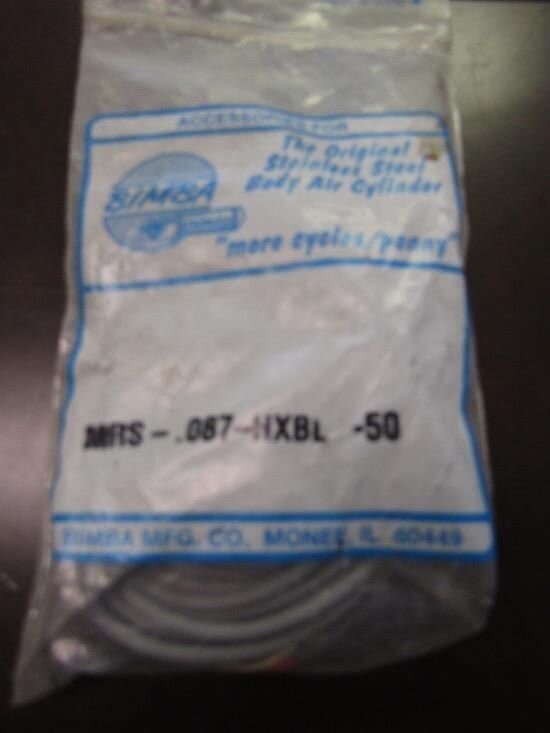 ACCESSORIES FOR
The Original
Stainless Steel
Body Air Cylinder
BIMBA
"more cycles/penny"
MRS-.087-HXBL -50
BIMBA MFG. CO. MONEE, IL 60449